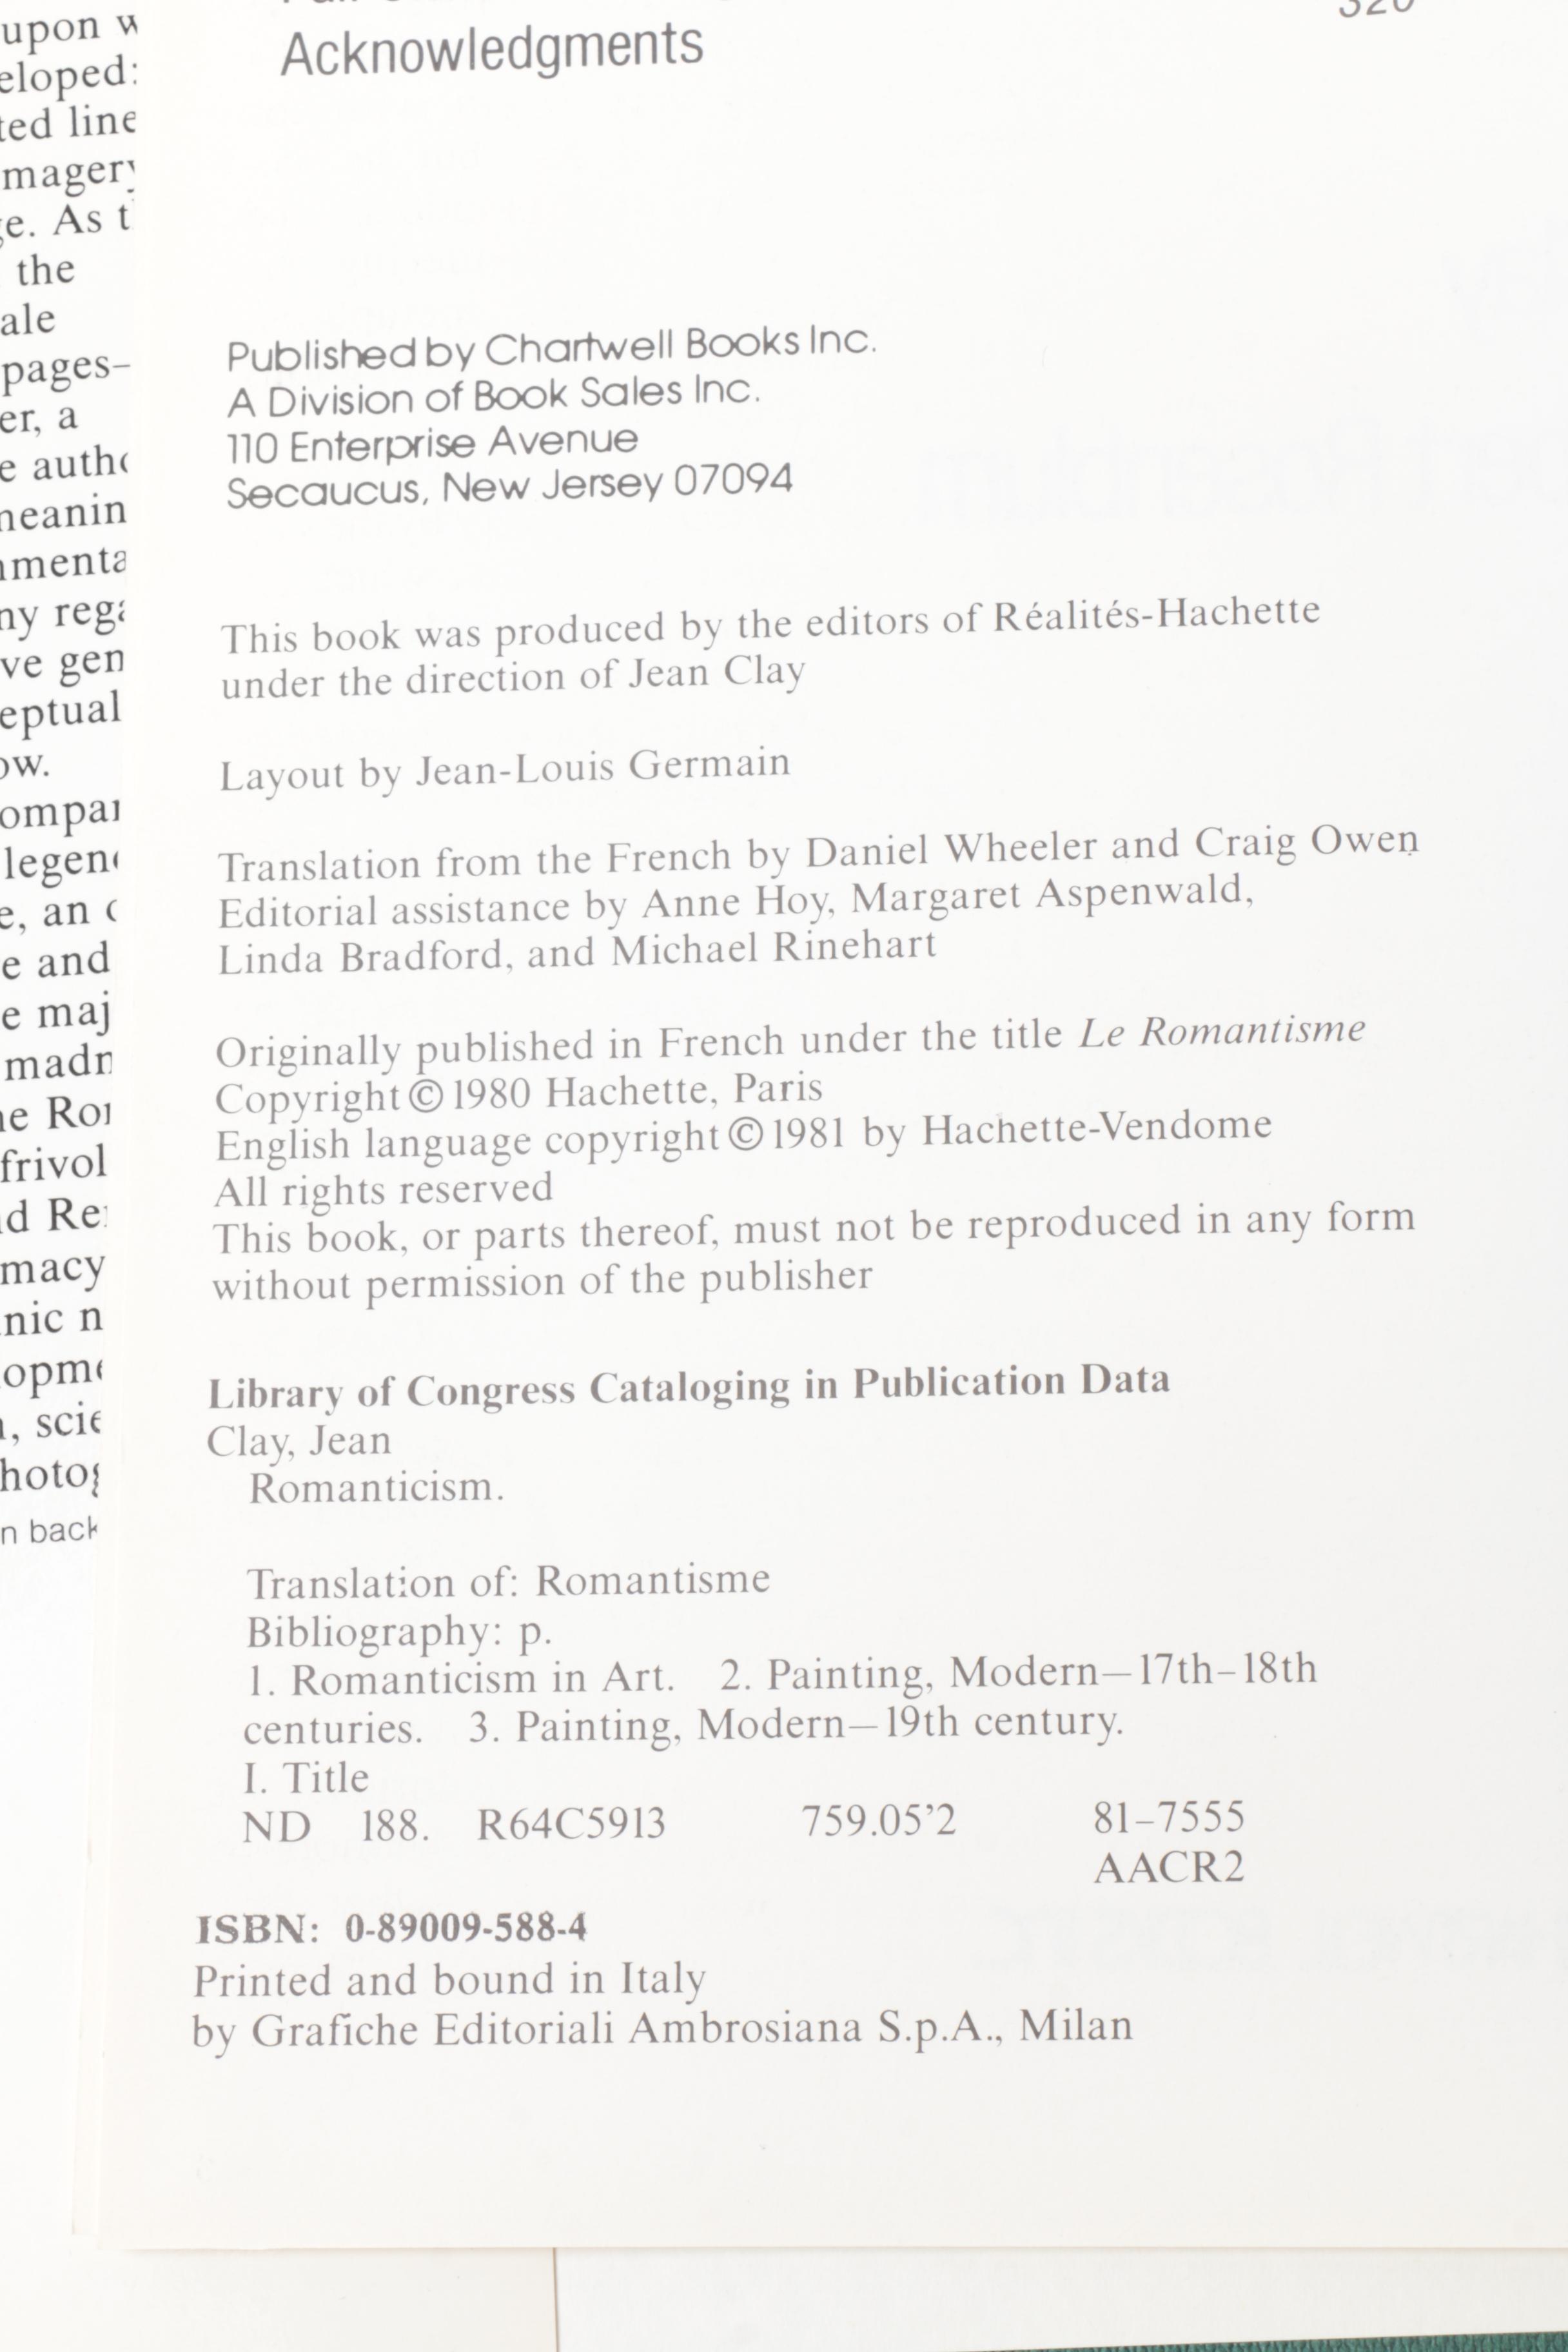 upon
the
pages–
a
and
Acknowledgments
320
Published by Chartwell Books Inc.
A Division of Book Sales Inc.
110 Enterprise Avenue
Secaucus, New Jersey 07094
This book was produced by the editors of Réalités-Hachette
under the direction of Jean Clay
Layout by Jean-Louis Germain
Translation from the French by Daniel Wheeler and Craig Owen
Editorial assistance by Anne Hoy, Margaret Aspenwald,
Linda Bradford, and Michael Rinehart
Originally published in French under the title Le Romantisme
Copyright © 1980 Hachette, Paris
English language copyright © 1981 by Hachette-Vendome
All rights reserved
This book, or parts thereof, must not be reproduced in any form
without permission of the publisher
Library of Congress Cataloging in Publication Data
Clay, Jean
Romanticism.
Translation of: Romantisme
Bibliography: p.
1. Romanticism in Art. 2. Painting, Modern—17th–18th
centuries. 3. Painting, Modern—19th century.
I. Title
ND 188. R64C5913 759.05’2 81–7555
AACR2
ISBN: 0-89009-588-4
Printed and bound in Italy
by Grafiche Editoriali Ambrosiana S.p.A., Milan